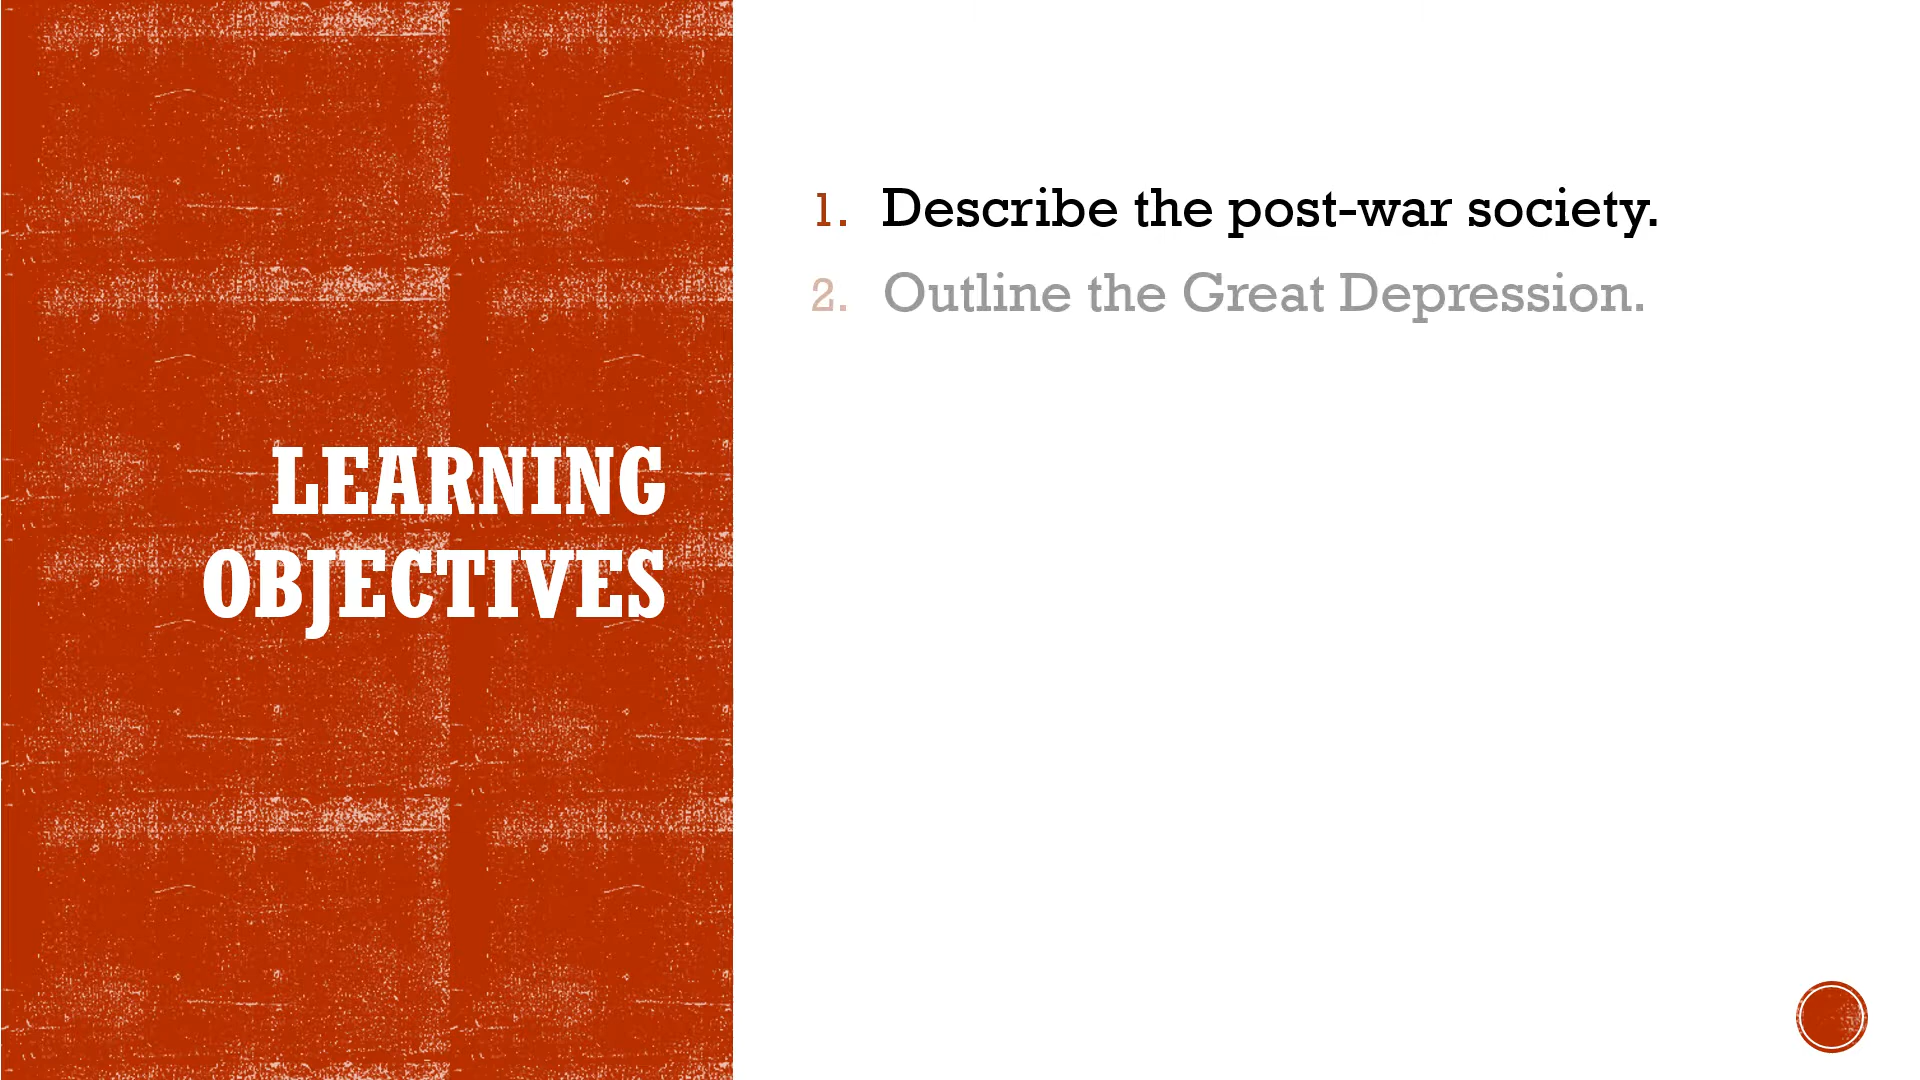 LEARNING
OBJECTIVES
1. Describe the post-war society.
2. Outline the Great Depression.